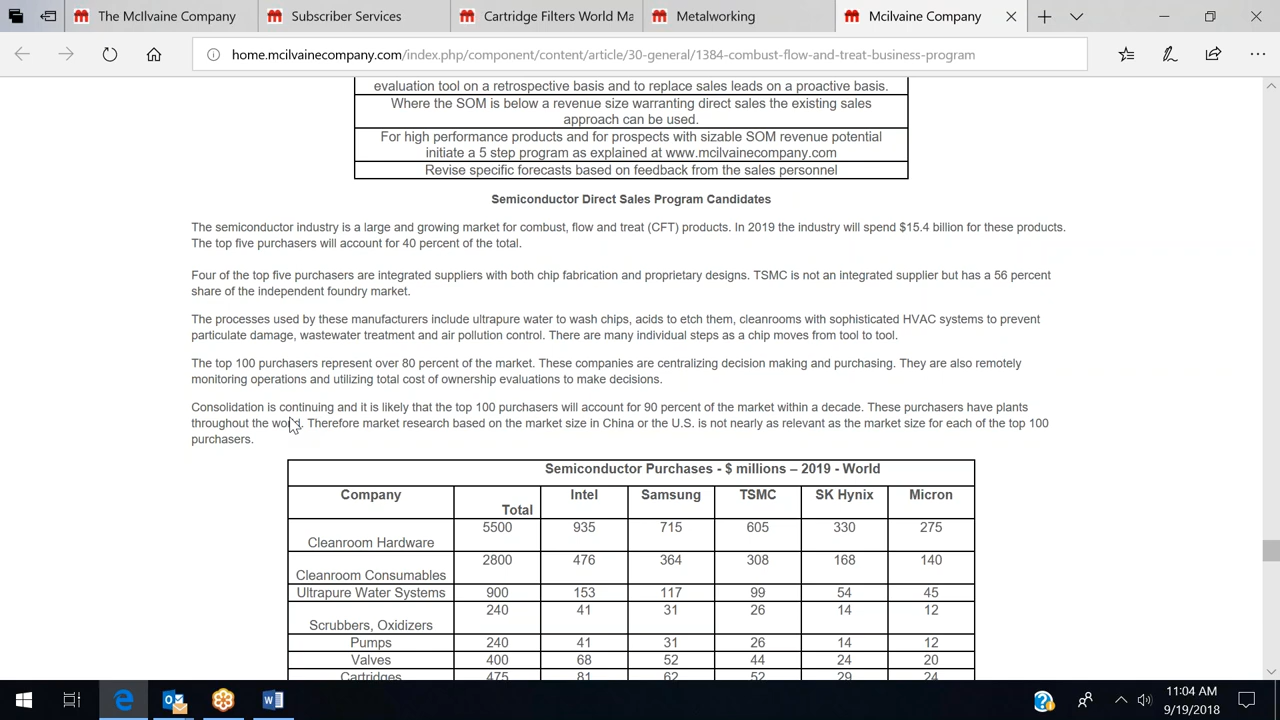 The McIlvaine Company
Subscriber Services
Cartridge Filters World Ma
Metalworking
McIlvaine Company
home.mcilvainecompany.com/index.php/component/content/article/30-general/1384-combust-flow-and-treat-business-program
evaluation tool on a retrospective basis and to replace sales leads on a proactive basis.
Where the SOM is below a revenue size warranting direct sales the existing sales
approach can be used.
For high performance products and for prospects with sizable SOM revenue potential
initiate a 5 step program as explained at www.mcilvainecompany.com
Revise specific forecasts based on feedback from the sales personnel
Semiconductor Direct Sales Program Candidates
The semiconductor industry is a large and growing market for combust, flow and treat (CFT) products. In 2019 the industry will spend $15.4 billion for these products.
The top five purchasers will account for 40 percent of the total.
Four of the top five purchasers are integrated suppliers with both chip fabrication and proprietary designs. TSMC is not an integrated supplier but has a 56 percent
share of the independent foundry market.
The processes used by these manufacturers include ultrapure water to wash chips, acids to etch them, cleanrooms with sophisticated HVAC systems to prevent
particulate damage, wastewater treatment and air pollution control. There are many individual steps as a chip moves from tool to tool.
The top 100 purchasers represent over 80 percent of the market. These companies are centralizing decision making and purchasing. They are also remotely
monitoring operations and utilizing total cost of ownership evaluations to make decisions.
Consolidation is continuing and it is likely that the top 100 purchasers will account for 90 percent of the market within a decade. These purchasers have plants
throughout the world. Therefore market research based on the market size in China or the U.S. is not nearly as relevant as the market size for each of the top 100
purchasers.
Semiconductor Purchases - $ millions – 2019 - World
Company Total Intel Samsung TSMC SK Hynix Micron
Cleanroom Hardware 5500 935 715 605 330 275
Cleanroom Consumables 2800 476 364 308 168 140
Ultrapure Water Systems 900 153 117 99 54 45
Scrubbers, Oxidizers 240 41 31 26 14 12
Pumps 240 41 31 26 14 12
Valves 400 68 52 44 24 20
Cartridges 475 81 62 52 29 24
11:04 AM
9/19/2018